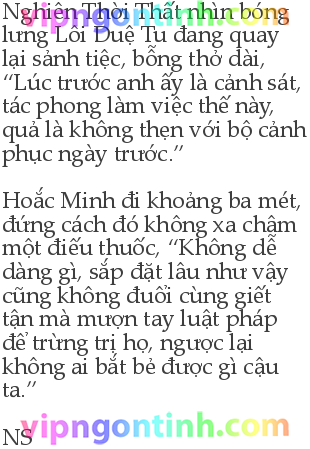 Nghiên Thời Thất nhìn bóng
lưng Lôi Duệ Tu đang quay
lại sảnh tiệc, bỗng thở dài,
“Lúc trước anh ấy là cảnh sát,
tác phong làm việc thế này,
quả là không thẹn với bộ cảnh
phục ngày trước.”
Hoắc Minh đi khoảng ba mét,
đứng cách đó không xa châm
một điếu thuốc, “Không dễ
dàng gì, sắp đặt lâu như vậy
cũng không đuổi cùng giết
tận mà mượn tay luật pháp
để trừng trị họ, ngược lại
không ai bắt bẻ được gì cậu
ta.”
vipngontinh.com
NS